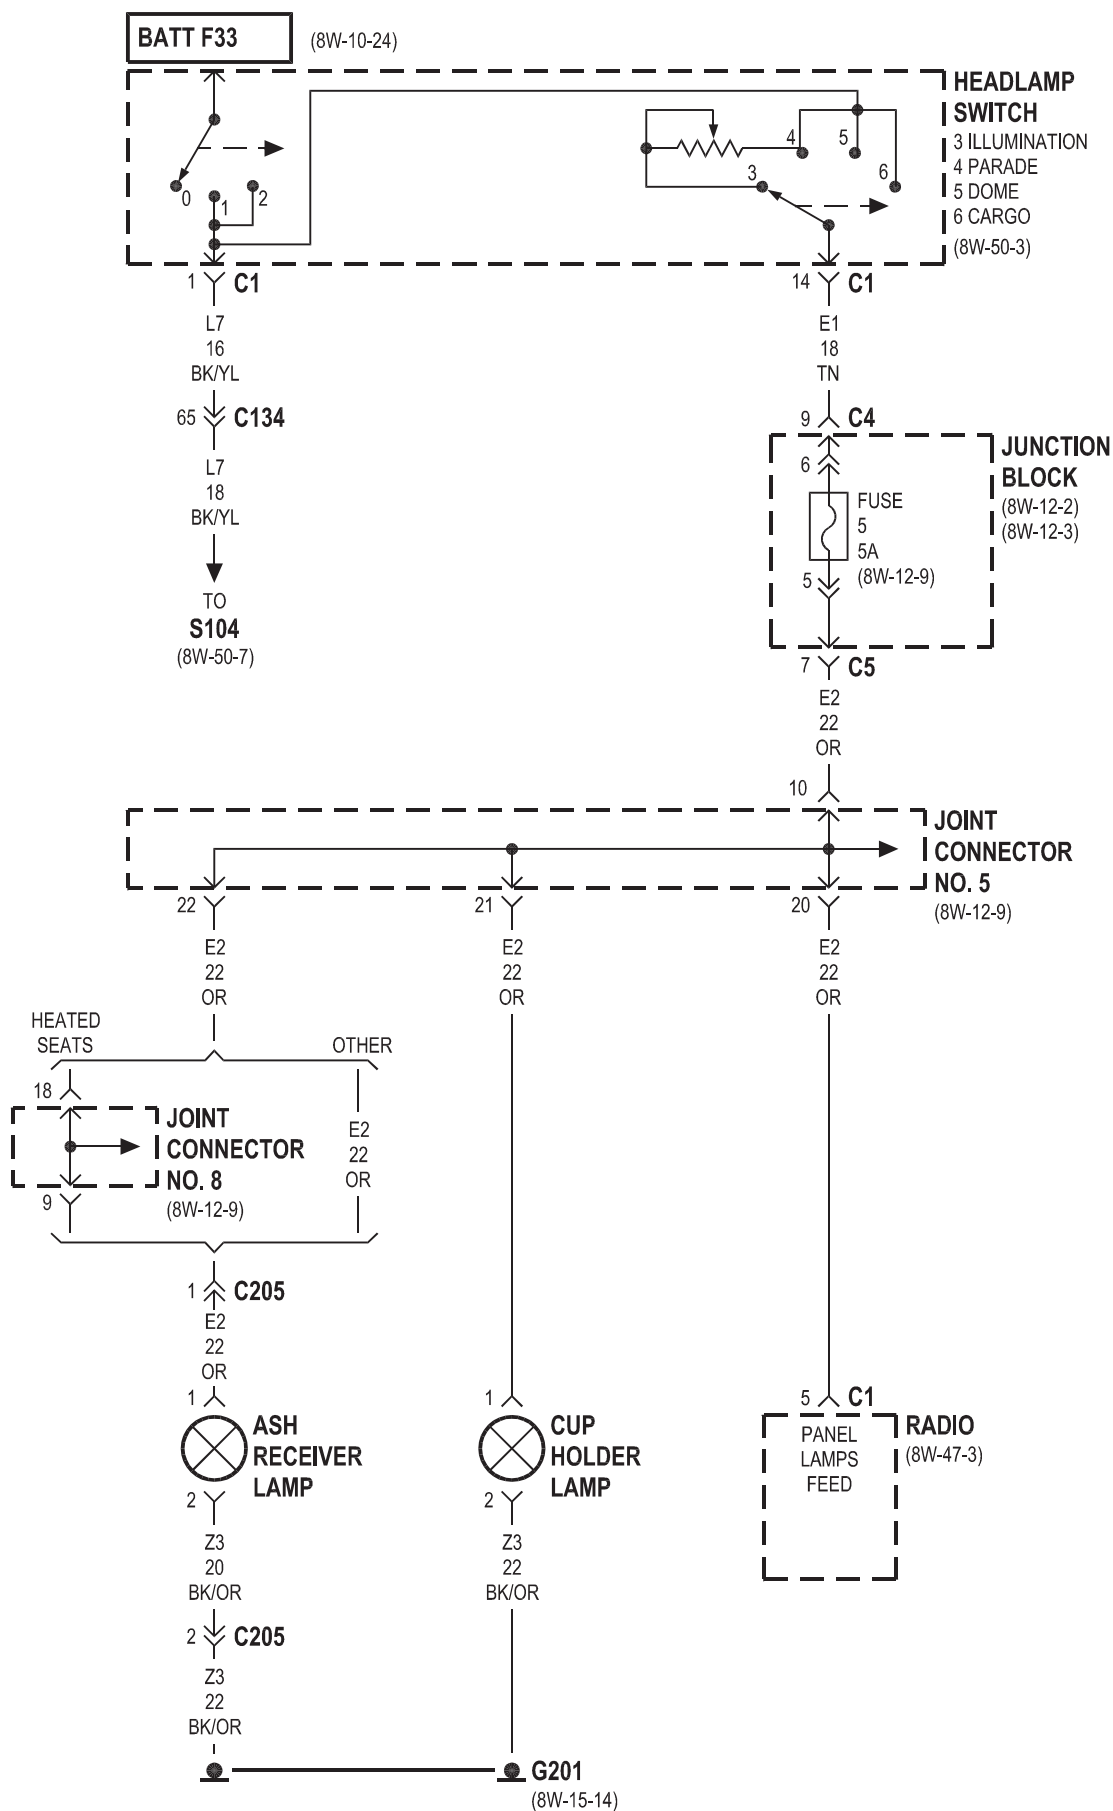 BATT F33
(8W-10-24)
HEADLAMP
SWITCH
3 ILLUMINATION
4 PARADE
5 DOME
6 CARGO
(8W-50-3)
0
1
2
3
4
5
6
1
C1
14
C1
L7
16
BK/YL
E1
18
TN
65
C134
9
C4
L7
18
BK/YL
JUNCTION
BLOCK
(8W-12-2)
(8W-12-3)
6
FUSE
5
5A
(8W-12-9)
5
TO
S104
(8W-50-7)
7
C5
E2
22
OR
10
JOINT
CONNECTOR
NO. 5
(8W-12-9)
22
21
20
E2
22
OR
E2
22
OR
E2
22
OR
HEATED
SEATS
OTHER
18
JOINT
CONNECTOR
NO. 8
(8W-12-9)
E2
22
OR
9
1
C205
E2
22
OR
1
ASH
RECEIVER
LAMP
1
CUP
HOLDER
LAMP
5
C1
PANEL
LAMPS
FEED
RADIO
(8W-47-3)
2
2
Z3
20
BK/OR
Z3
22
BK/OR
2
C205
Z3
22
BK/OR
G201
(8W-15-14)